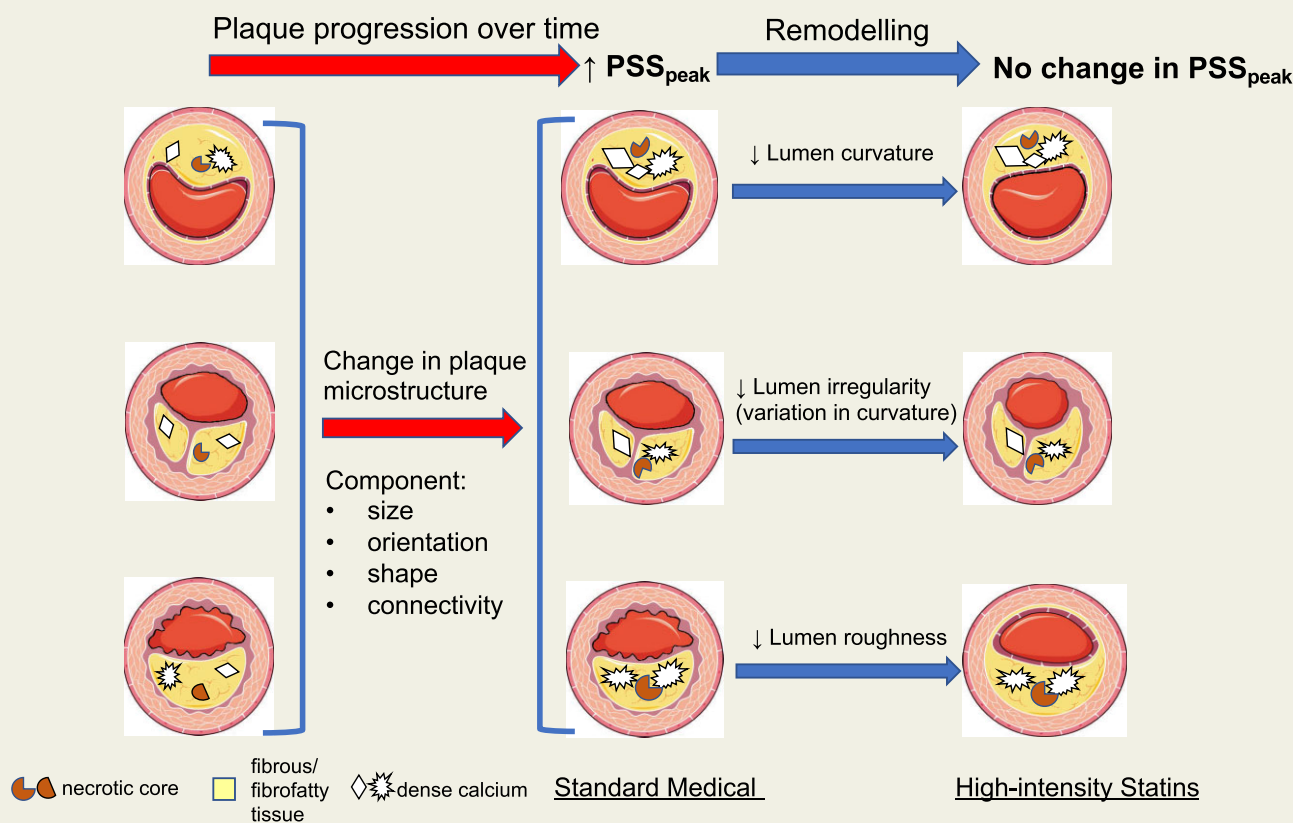 Plaque progression over time
Remodelling
↑ PSSpeak
No change in PSSpeak
↓ Lumen curvature
Change in plaque
microstructure
Component:
• size
• orientation
• shape
• connectivity
↓ Lumen irregularity
(variation in curvature)
↓ Lumen roughness
necrotic core
fibrous/
fibrofatty
tissue
dense calcium
Standard Medical
High-intensity Statins